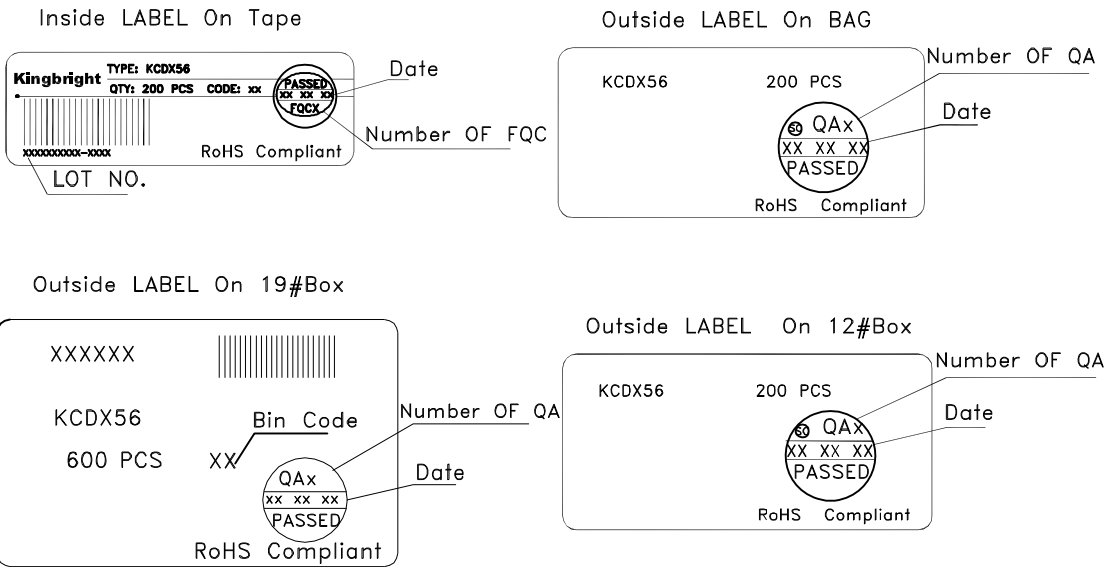 Inside LABEL On Tape
Kingbright
TYPE: KCDX56
QTY: 200 PCS CODE: xx
PASSED
xx xx xx
FQCX
xxxxxxxxxx-xxxx
RoHS Compliant
Date
Number OF FQC
LOT NO.
Outside LABEL On BAG
KCDX56 200 PCS
SC QAx
XX XX XX
PASSED
RoHS Compliant
Number OF QA
Date
Outside LABEL On 19#Box
XXXXXX
KCDX56
600 PCS XX
Bin Code
QAx
xx xx xx
PASSED
RoHS Compliant
Number OF QA
Date
Outside LABEL On 12#Box
KCDX56 200 PCS
SC QAx
XX XX XX
PASSED
RoHS Compliant
Number OF QA
Date